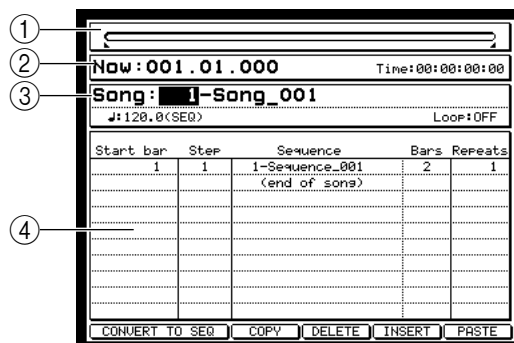 ①
② Now:001.01.000 Time:00:00:00:00
③ Song: 1-Song_001
♩:120.0(SEQ) Loop:OFF
Start bar Step Sequence Bars Repeats
1 1 1-Sequence_001 2 1
(end of song)
④
CONVERT TO SEQ COPY DELETE INSERT PASTE